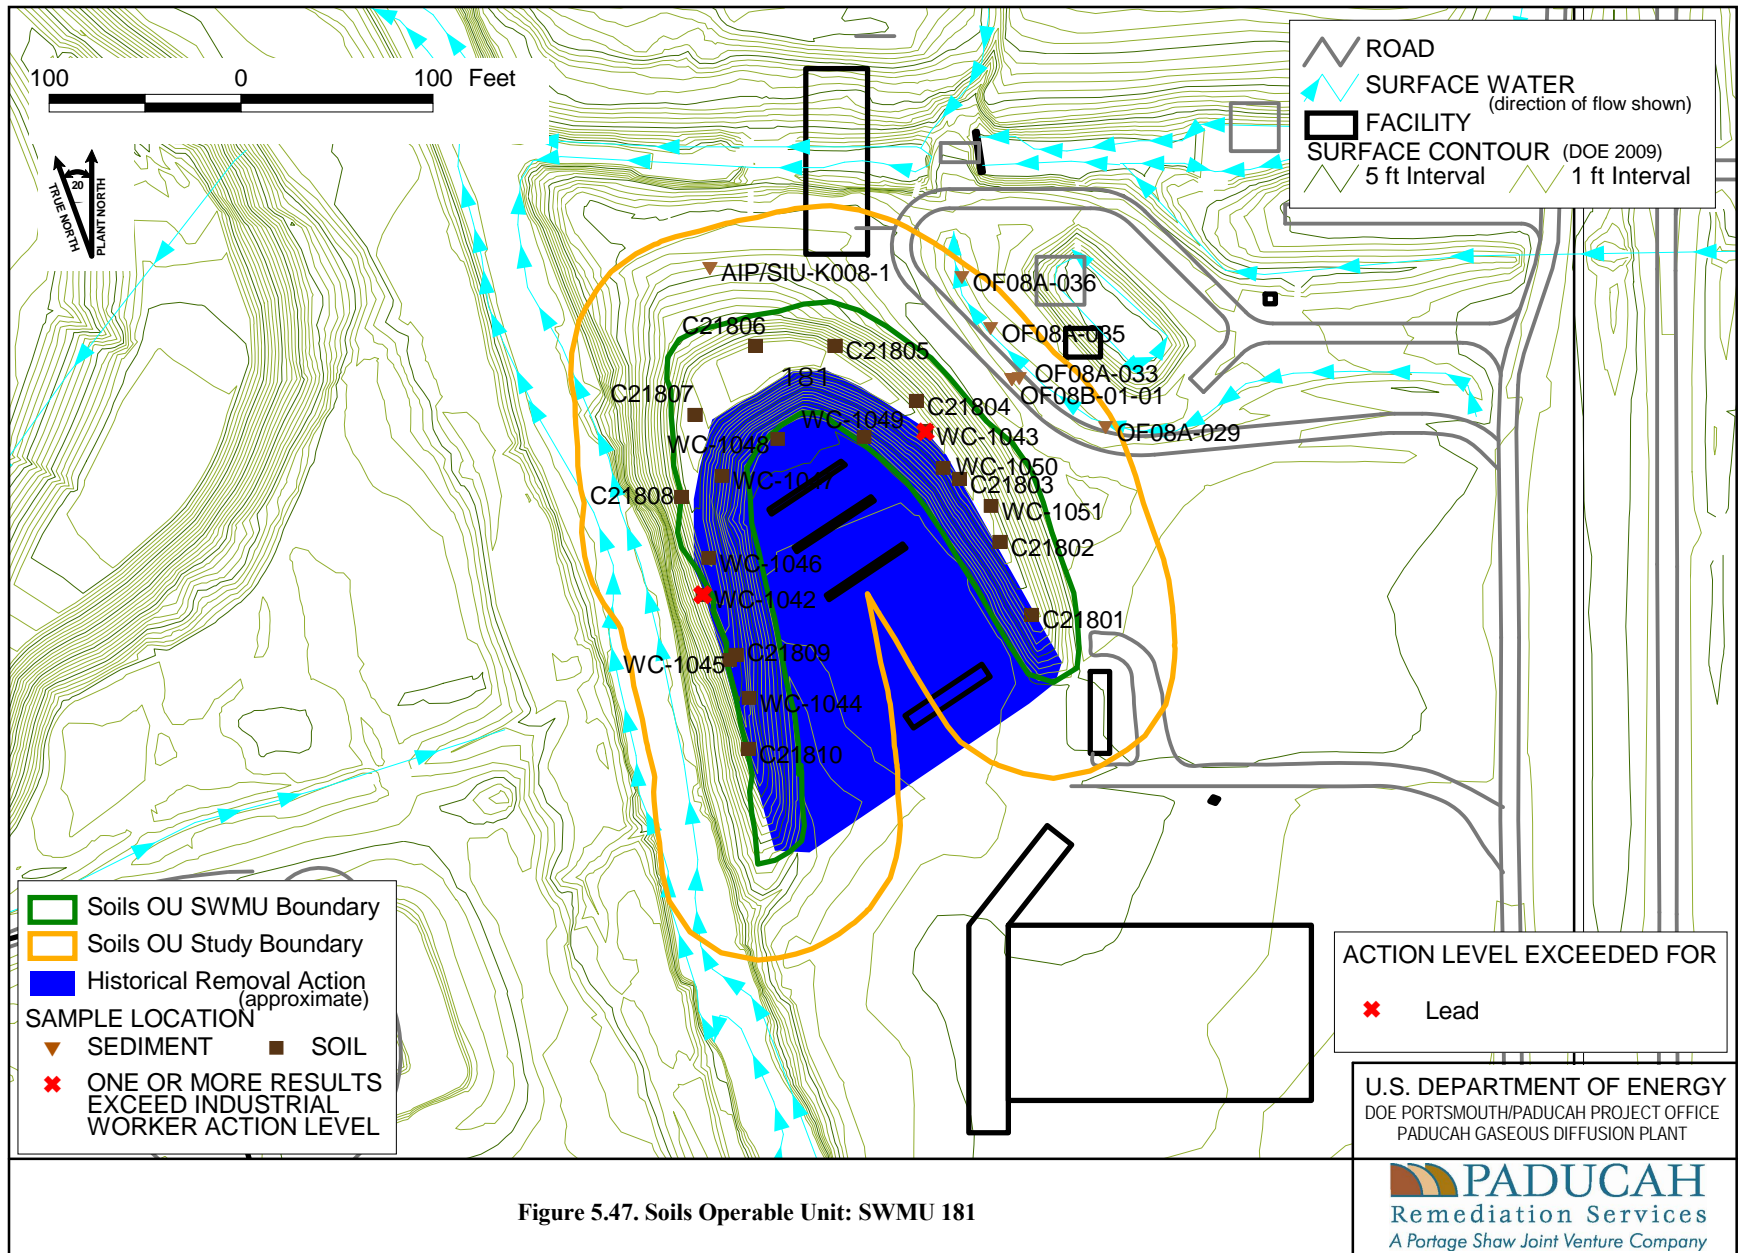 100 0 100 Feet
TRUE NORTH
20
PLANT NORTH
ROAD
SURFACE WATER
(direction of flow shown)
FACILITY
SURFACE CONTOUR (DOE 2009)
5 ft Interval 1 ft Interval
AIP/SIU-K008-1
OF08A-036
C21806
OF08A-035
C21805
181
OF08A-033
OF08B-01-01
C21807
C21804
WC-1049
WC-1043
OF08A-029
WC-1048
WC-1050
WC-1047
C21803
C21808
WC-1051
C21802
WC-1046
WC-1042
C21801
C21809
WC-1045
WC-1044
C21810
Soils OU SWMU Boundary
Soils OU Study Boundary
Historical Removal Action
(approximate)
SAMPLE LOCATION
SEDIMENT SOIL
ONE OR MORE RESULTS
EXCEED INDUSTRIAL
WORKER ACTION LEVEL
ACTION LEVEL EXCEEDED FOR
Lead
U.S. DEPARTMENT OF ENERGY
DOE PORTSMOUTH/PADUCAH PROJECT OFFICE
PADUCAH GASEOUS DIFFUSION PLANT
Figure 5.47. Soils Operable Unit: SWMU 181
PADUCAH
Remediation Services
A Portage Shaw Joint Venture Company